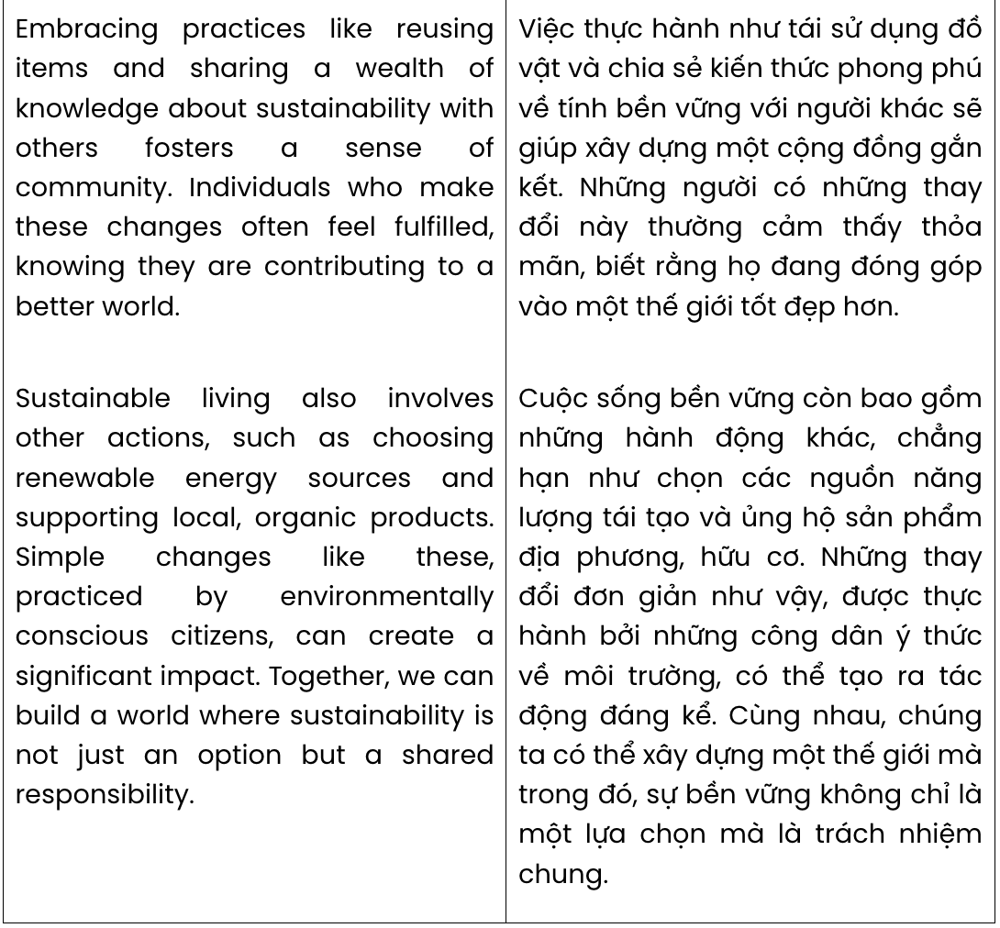 Embracing practices like reusing
items and sharing a wealth of
knowledge about sustainability with
others fosters a sense of
community. Individuals who make
these changes often feel fulfilled,
knowing they are contributing to a
better world.
Sustainable living also involves
other actions, such as choosing
renewable energy sources and
supporting local, organic products.
Simple changes like these,
practiced by environmentally
conscious citizens, can create a
significant impact. Together, we can
build a world where sustainability is
not just an option but a shared
responsibility.
Việc thực hành như tái sử dụng đồ
vật và chia sẻ kiến thức phong phú
về tính bền vững với người khác sẽ
giúp xây dựng một cộng đồng gắn
kết. Những người có những thay
đổi này thường cảm thấy thỏa
mãn, biết rằng họ đang đóng góp
vào một thế giới tốt đẹp hơn.
Cuộc sống bền vững còn bao gồm
những hành động khác, chẳng
hạn như chọn các nguồn năng
lượng tái tạo và ủng hộ sản phẩm
địa phương, hữu cơ. Những thay
đổi đơn giản như vậy, được thực
hành bởi những công dân ý thức
về môi trường, có thể tạo ra tác
động đáng kể. Cùng nhau, chúng
ta có thể xây dựng một thế giới mà
trong đó, sự bền vững không chỉ là
một lựa chọn mà là trách nhiệm
chung.